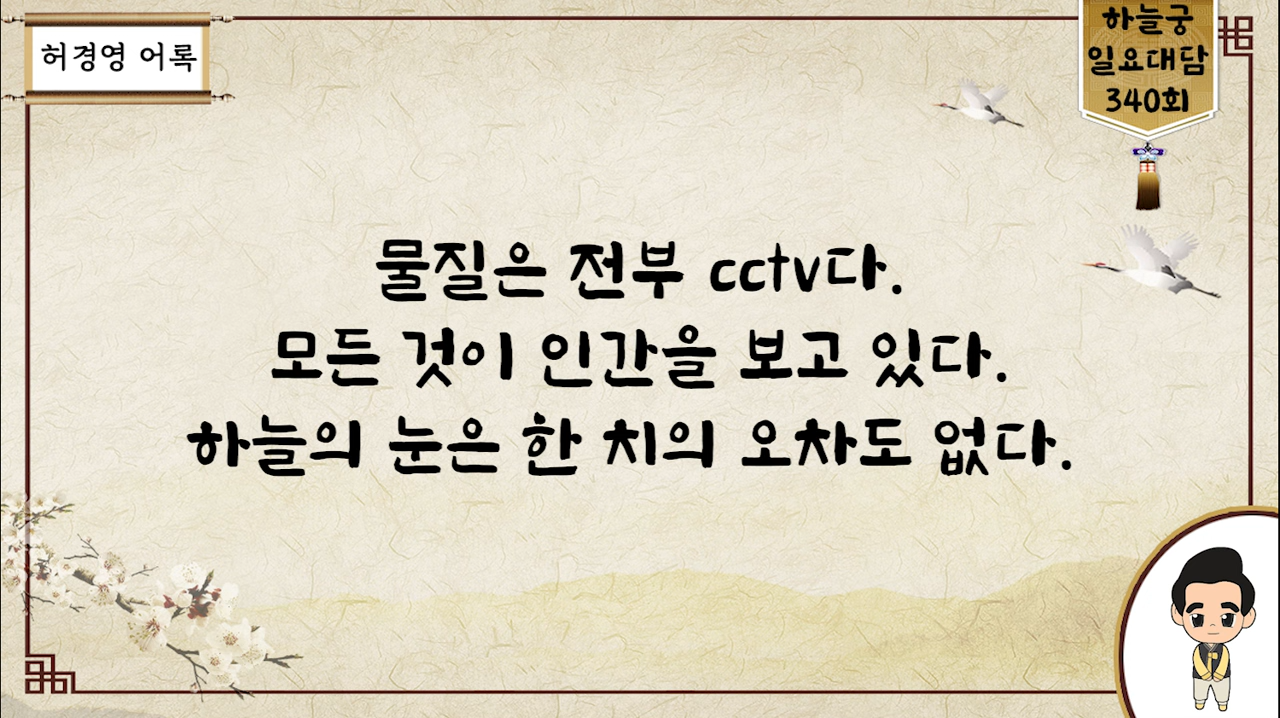 허경영 어록
하늘궁
일요대담
340회
물질은 전부 cctv다.
모든 것이 인간을 보고 있다.
하늘의 눈은 한 치의 오차도 없다.